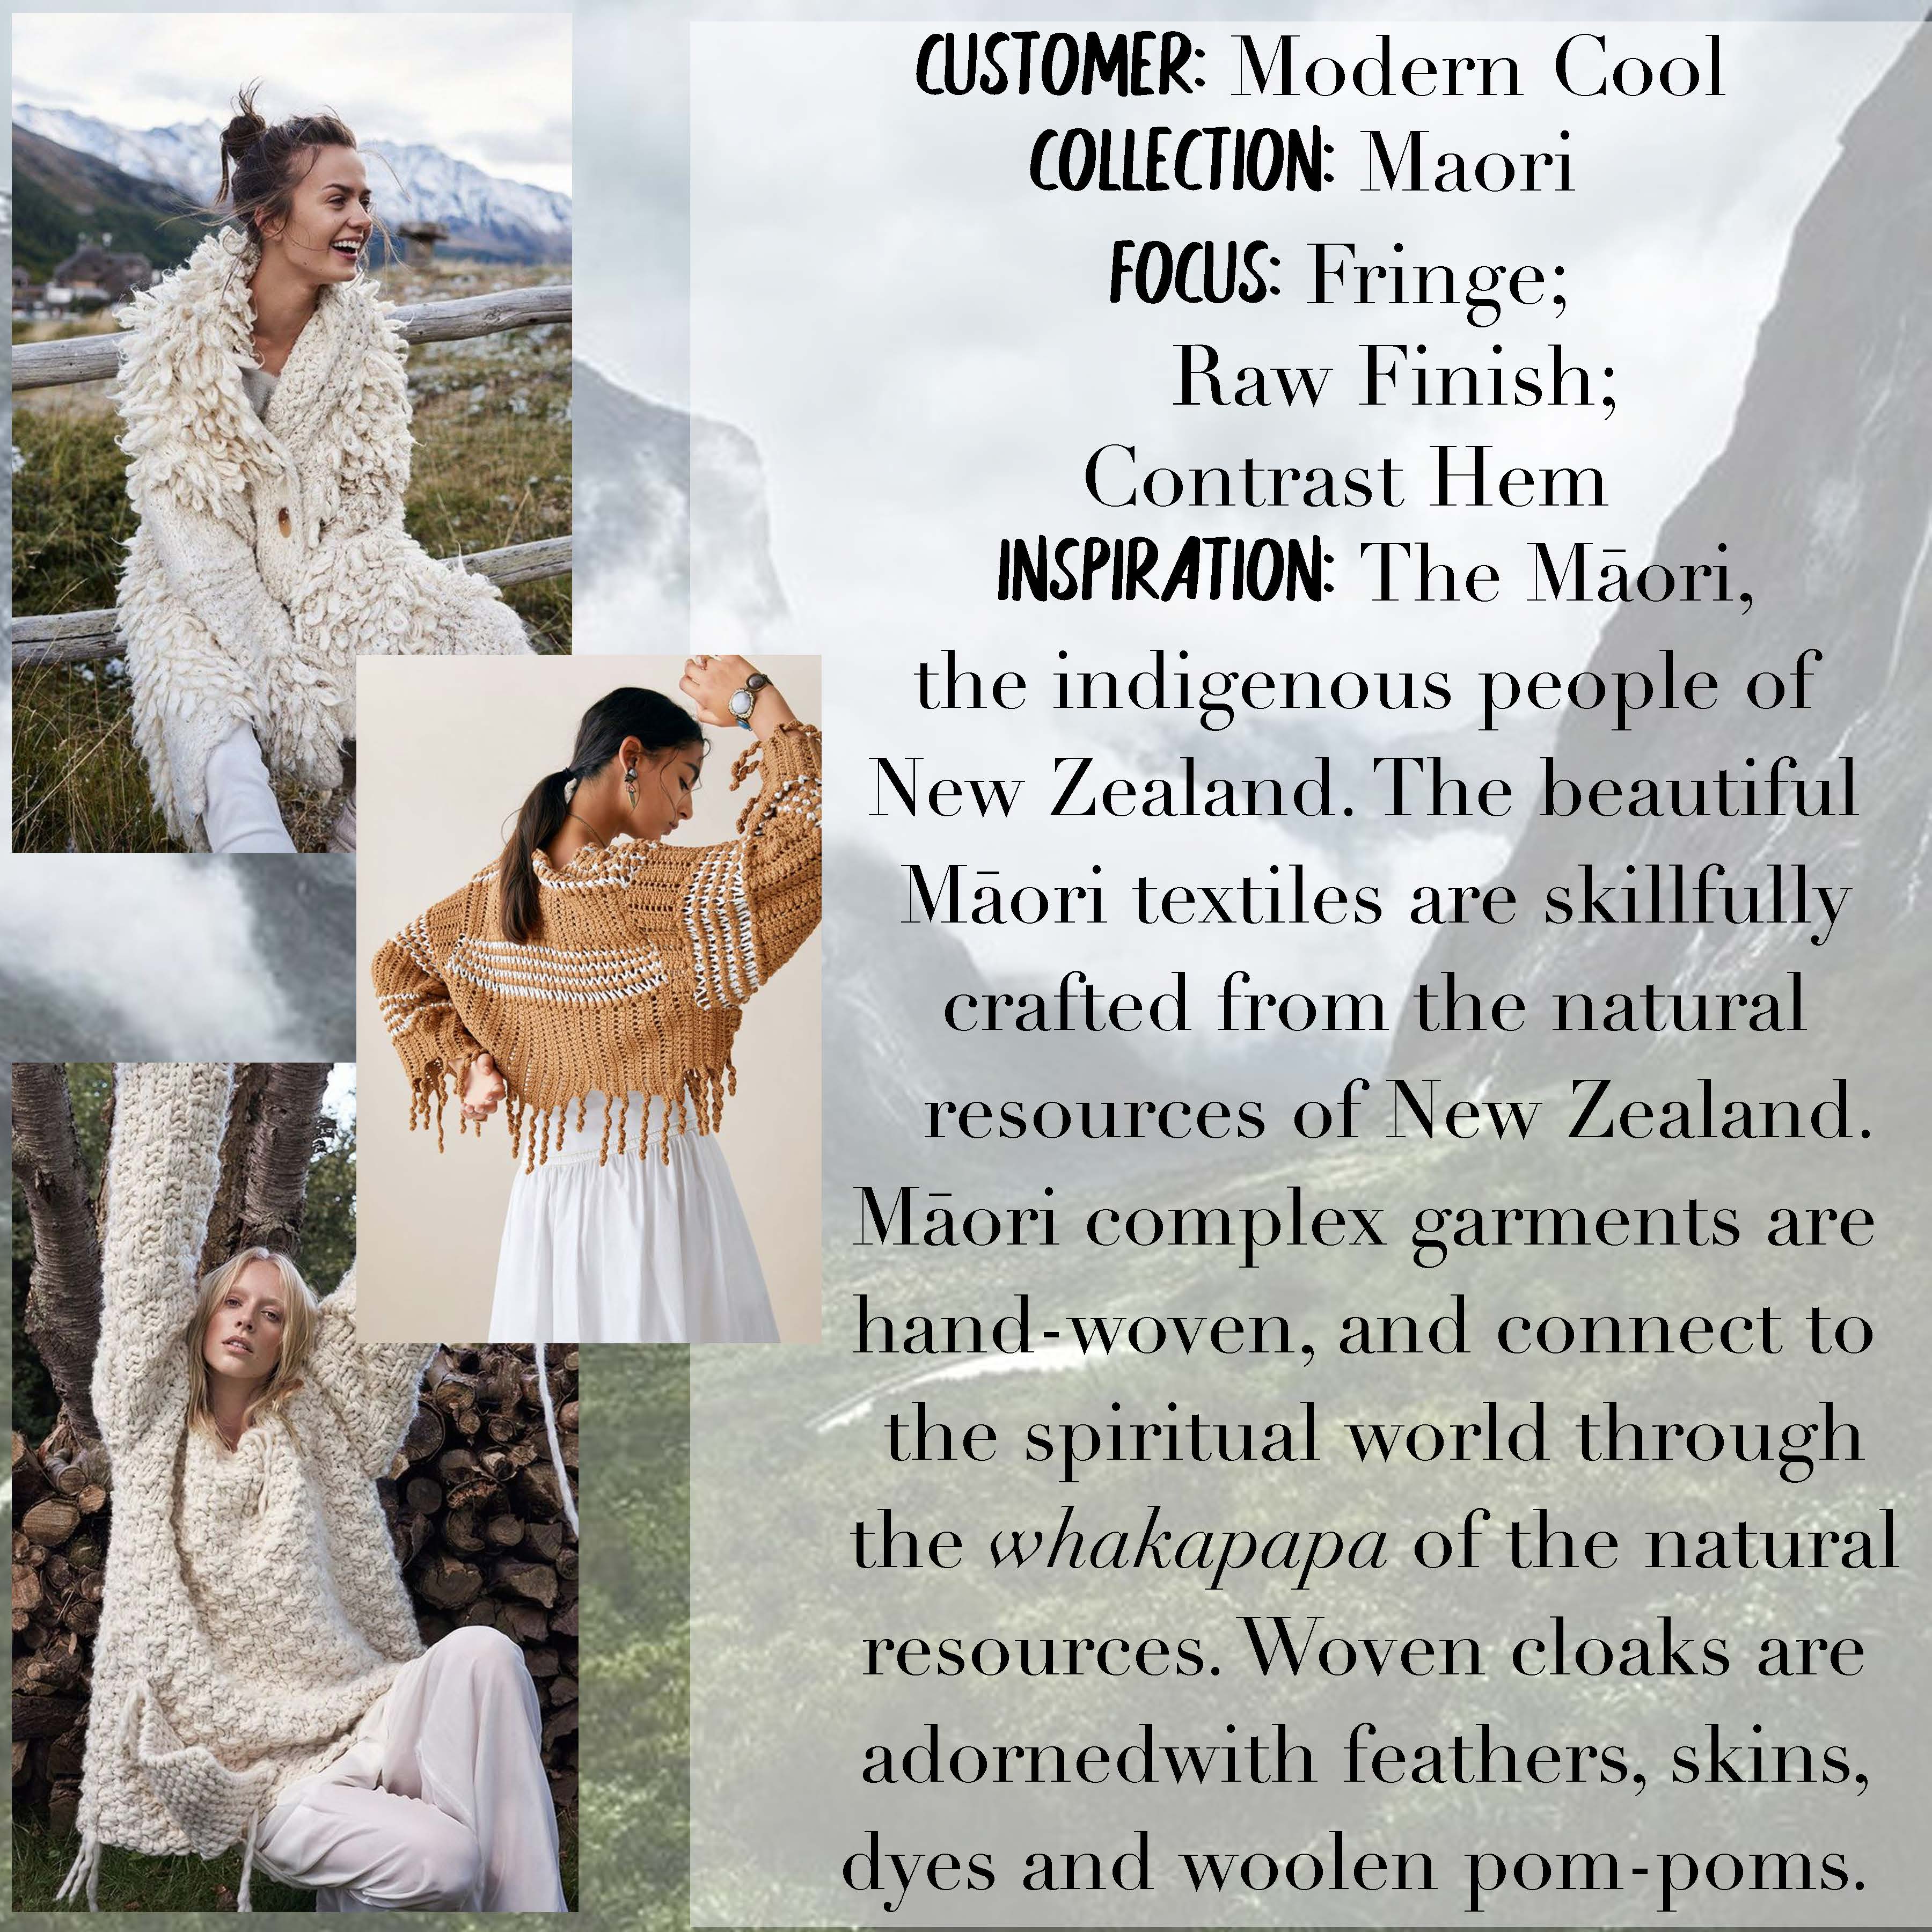 CUSTOMER: Modern Cool
COLLECTION: Maori
FOCUS: Fringe;
Raw Finish;
Contrast Hem
INSPIRATION: The Māori,
the indigenous people of
New Zealand. The beautiful
Māori textiles are skillfully
crafted from the natural
resources of New Zealand.
Māori complex garments are
hand-woven, and connect to
the spiritual world through
the whakapapa of the natural
resources. Woven cloaks are
adornedwith feathers, skins,
dyes and woolen pom-poms.